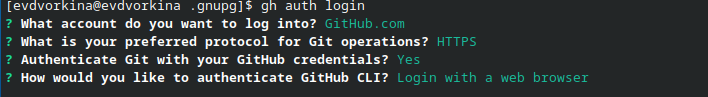 [evdvorkina@evdvorkina .gnupg]$ gh auth login
? What account do you want to log into? GitHub.com
? What is your preferred protocol for Git operations? HTTPS
? Authenticate Git with your GitHub credentials? Yes
? How would you like to authenticate GitHub CLI? Login with a web browser